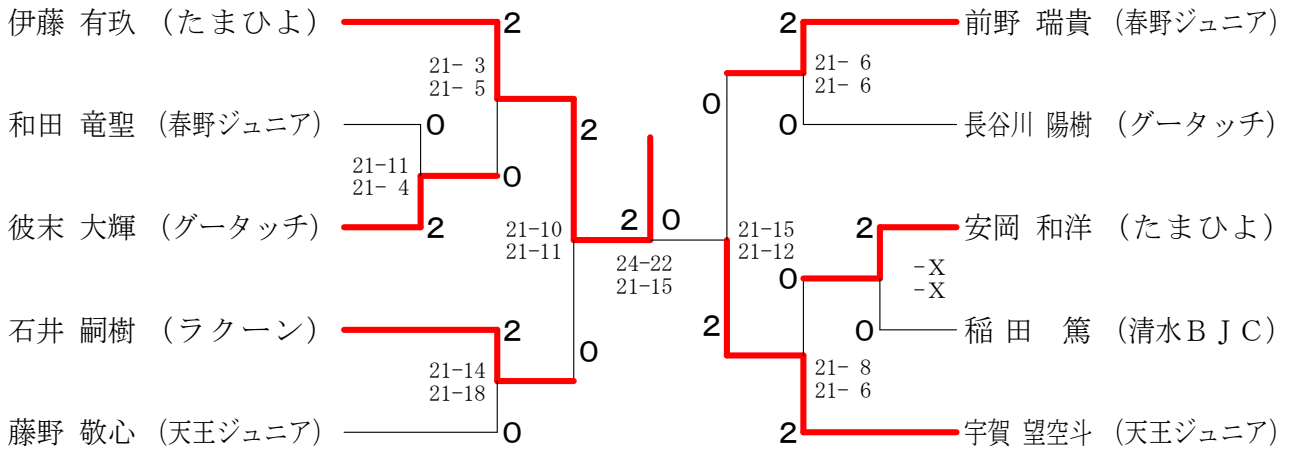 伊藤 有玖 （たまひよ）
2
21- 3
21- 5
和田 竜聖 （春野ジュニア）
0
21-11
21- 4
0
彼末 大輝 （グータッチ）
2
2
21-10
21-11
石井 嗣樹 （ラクーン）
2
0
21-14
21-18
藤野 敬心 （天王ジュニア）
0
2 0
24-22
21-15
2
前野 瑞貴 （春野ジュニア）
21- 6
21- 6
0
0
長谷川 陽樹 （グータッチ）
21-15
21-12
2
安岡 和洋 （たまひよ）
0
-X
-X
2
0
稲田 篤 （清水ＢＪＣ）
21- 8
21- 6
2
宇賀 望空斗 （天王ジュニア）